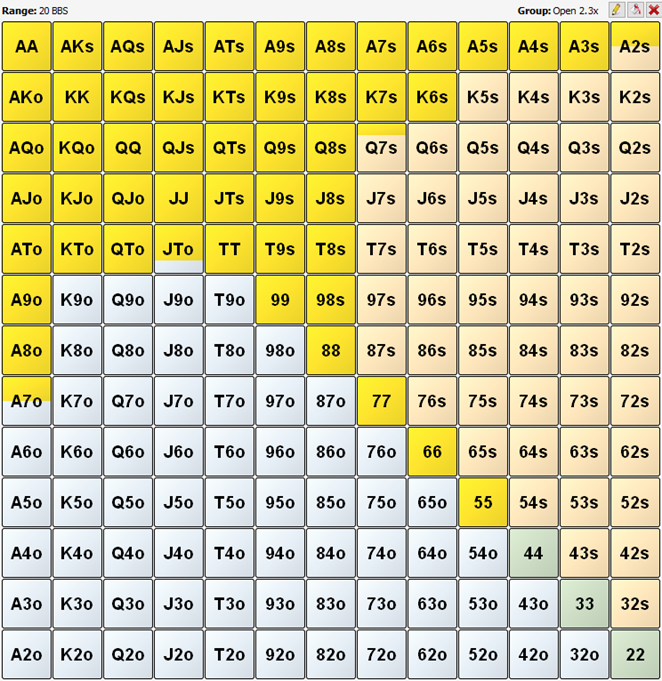 Range: 20 BBS Group: Open 2.3x
AA AKs AQs AJs ATs A9s A8s A7s A6s A5s A4s A3s A2s
AKo KK KQs KJs KTs K9s K8s K7s K6s K5s K4s K3s K2s
AQo KQo QQ QJs QTs Q9s Q8s Q7s Q6s Q5s Q4s Q3s Q2s
AJo KJo QJo JJ JTs J9s J8s J7s J6s J5s J4s J3s J2s
ATo KTo QTo JTo TT T9s T8s T7s T6s T5s T4s T3s T2s
A9o K9o Q9o J9o T9o 99 98s 97s 96s 95s 94s 93s 92s
A8o K8o Q8o J8o T8o 98o 88 87s 86s 85s 84s 83s 82s
A7o K7o Q7o J7o T7o 97o 87o 77 76s 75s 74s 73s 72s
A6o K6o Q6o J6o T6o 96o 86o 76o 66 65s 64s 63s 62s
A5o K5o Q5o J5o T5o 95o 85o 75o 65o 55 54s 53s 52s
A4o K4o Q4o J4o T4o 94o 84o 74o 64o 54o 44 43s 42s
A3o K3o Q3o J3o T3o 93o 83o 73o 63o 53o 43o 33 32s
A2o K2o Q2o J2o T2o 92o 82o 72o 62o 52o 42o 32o 22